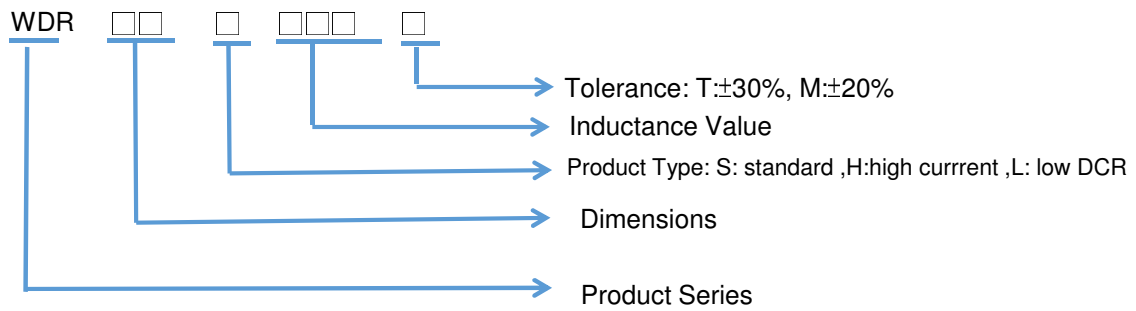 WDR □□ □ □□□ □
Tolerance: T:±30%, M:±20%
Inductance Value
Product Type: S: standard ,H:high currrent ,L: low DCR
Dimensions
Product Series